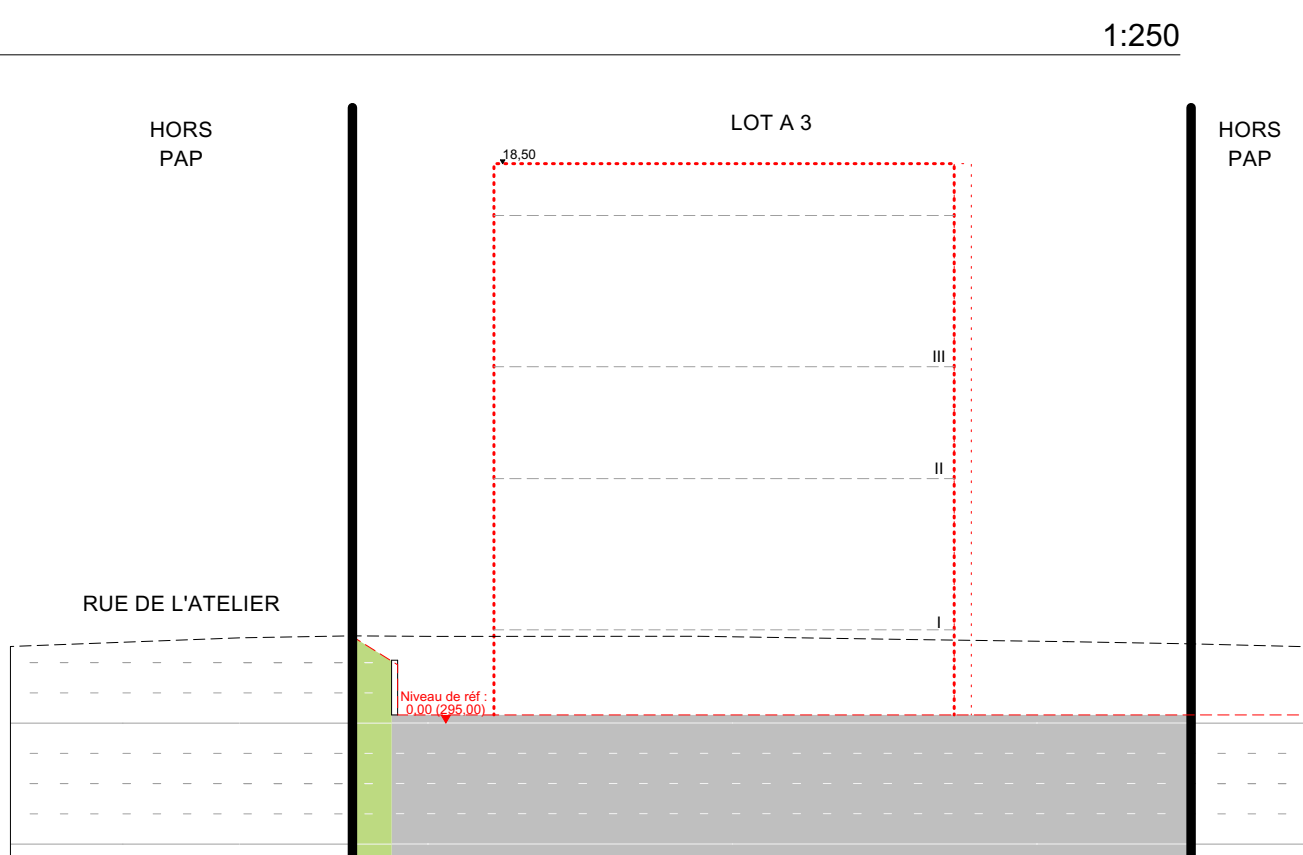 1:250
HORS
PAP
LOT A 3
HORS
PAP
18,50
III
II
RUE DE L'ATELIER
I
Niveau de réf :
0,00 (295,00)